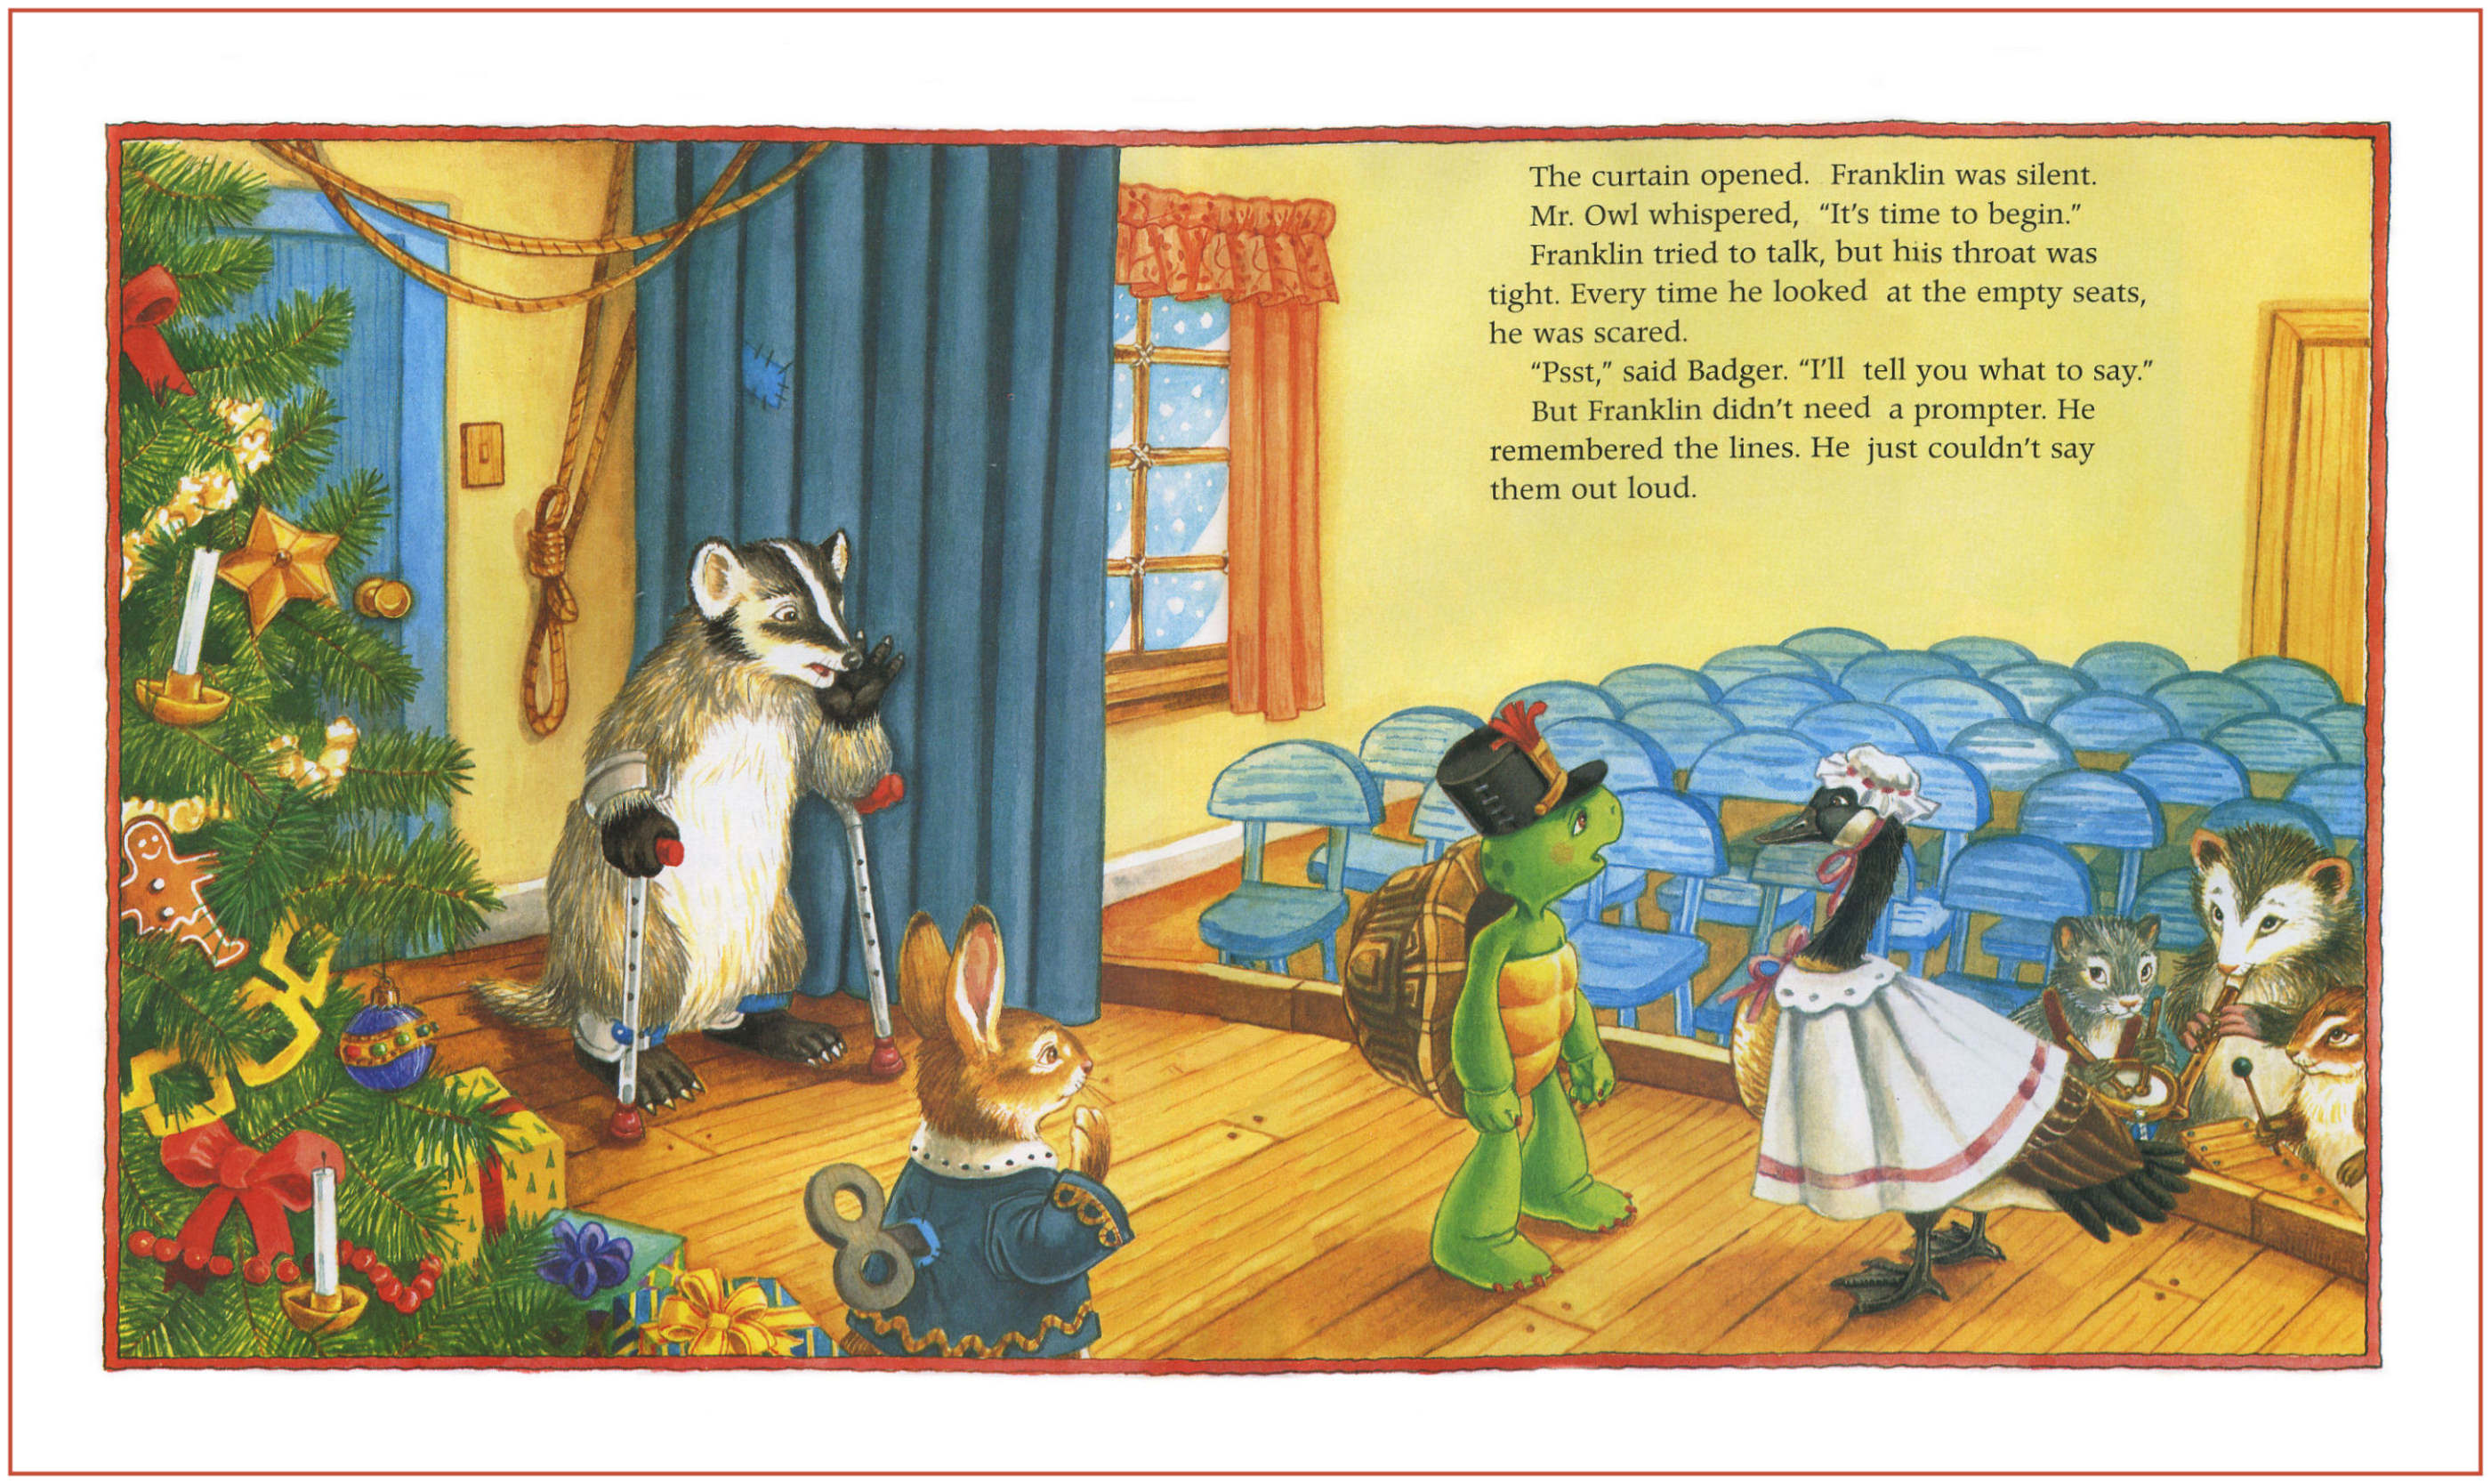 The curtain opened. Franklin was silent.
Mr. Owl whispered, “It’s time to begin.”
Franklin tried to talk, but hiis throat was
tight. Every time he looked at the empty seats,
he was scared.
“Psst,” said Badger. “I’ll tell you what to say.”
But Franklin didn’t need a prompter. He
remembered the lines. He just couldn’t say
them out loud.